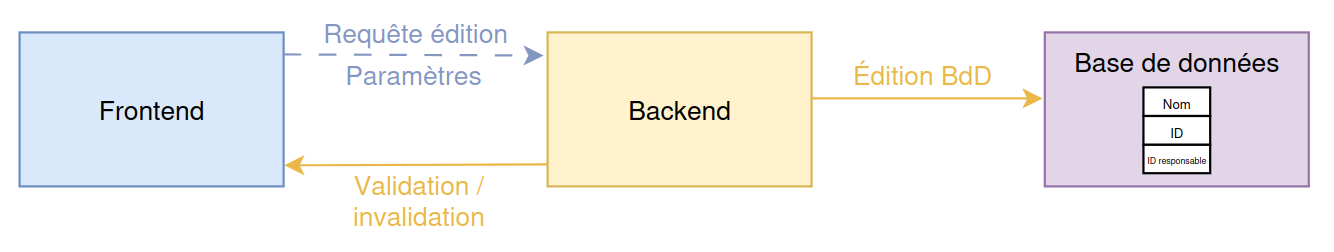 Requête édition
Paramètres
Frontend
Validation /
invalidation
Backend
Édition BdD
Base de données
Nom
ID
ID responsable